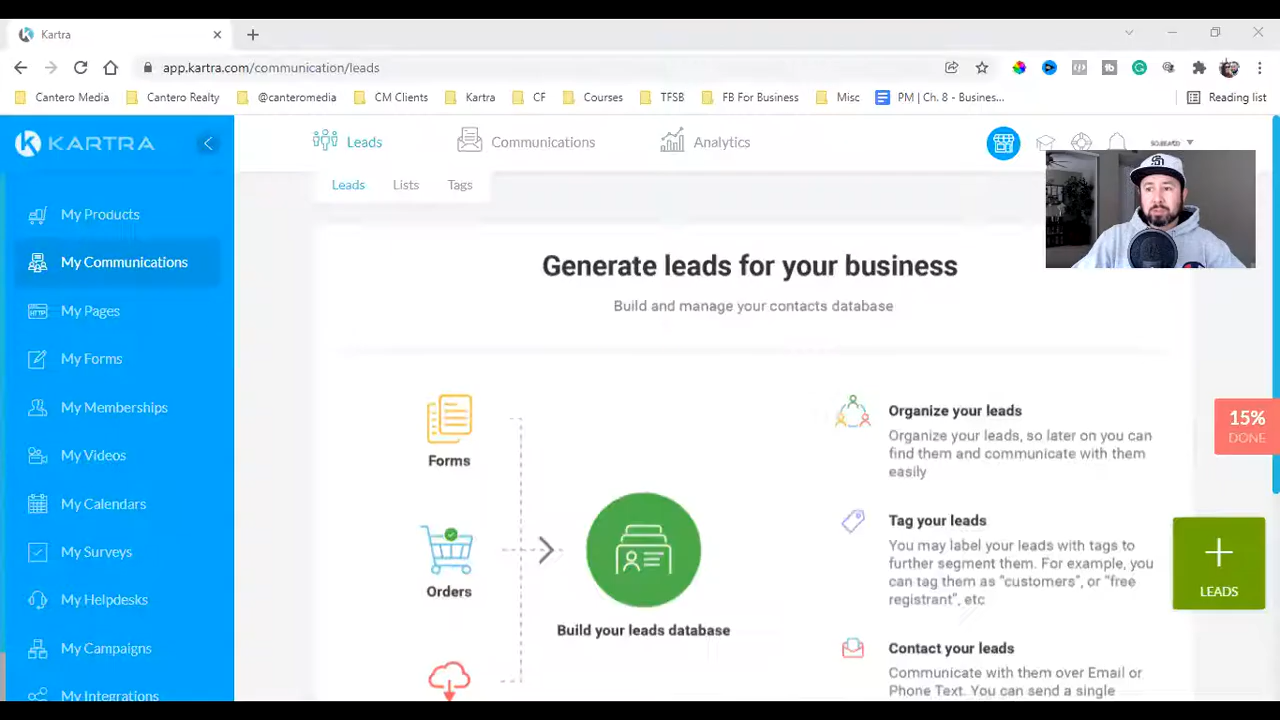 Kartra
app.kartra.com/communication/leads
Cantero Media
Cantero Realty
@canteromedia
CM Clients
Kartra
CF
Courses
TFSB
FB For Business
Misc
PM | Ch. 8 - Busines...
Reading list
KARTRA
Leads
Communications
Analytics
Leads
Lists
Tags
My Products
My Communications
My Pages
My Forms
My Memberships
My Videos
My Calendars
My Surveys
My Helpdesks
My Campaigns
My Integrations
Generate leads for your business
Build and manage your contacts database
Forms
Orders
Build your leads database
Organize your leads
Organize your leads, so later on you can
find them and communicate with them
easily
Tag your leads
You may label your leads with tags to
further segment them. For example, you
can tag them as "customers", or "free
registrant", etc
Contact your leads
Communicate with them over Email or
Phone Text. You can send a single
15%
DONE
LEADS